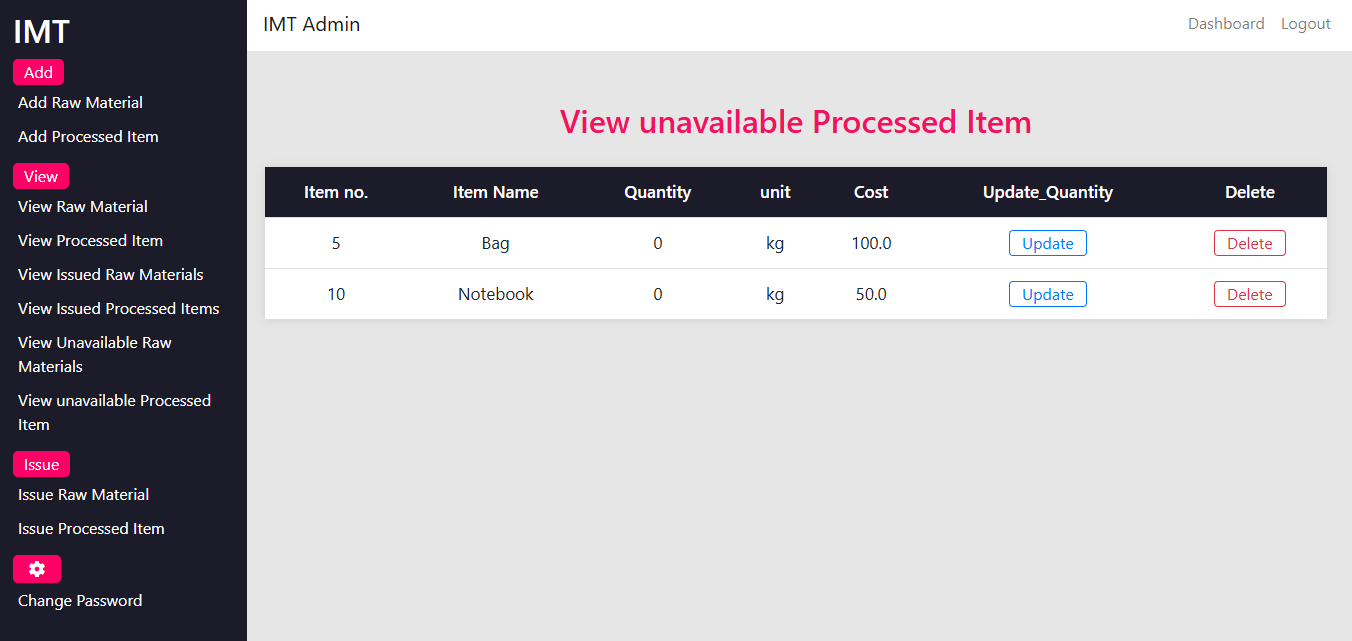 IMT
Add
Add Raw Material
Add Processed Item
View
View Raw Material
View Processed Item
View Issued Raw Materials
View Issued Processed Items
View Unavailable Raw
Materials
View unavailable Processed
Item
Issue
Issue Raw Material
Issue Processed Item
Change Password
IMT Admin
Dashboard Logout
View unavailable Processed Item
Item no. Item Name Quantity unit Cost Update_Quantity Delete
5 Bag 0 kg 100.0 Update Delete
10 Notebook 0 kg 50.0 Update Delete